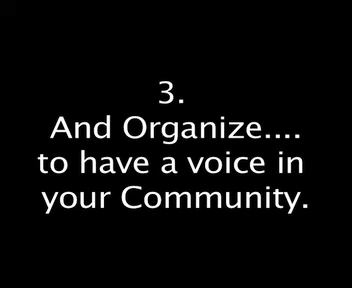 3.
And Organize....
to have a voice in
your Community.